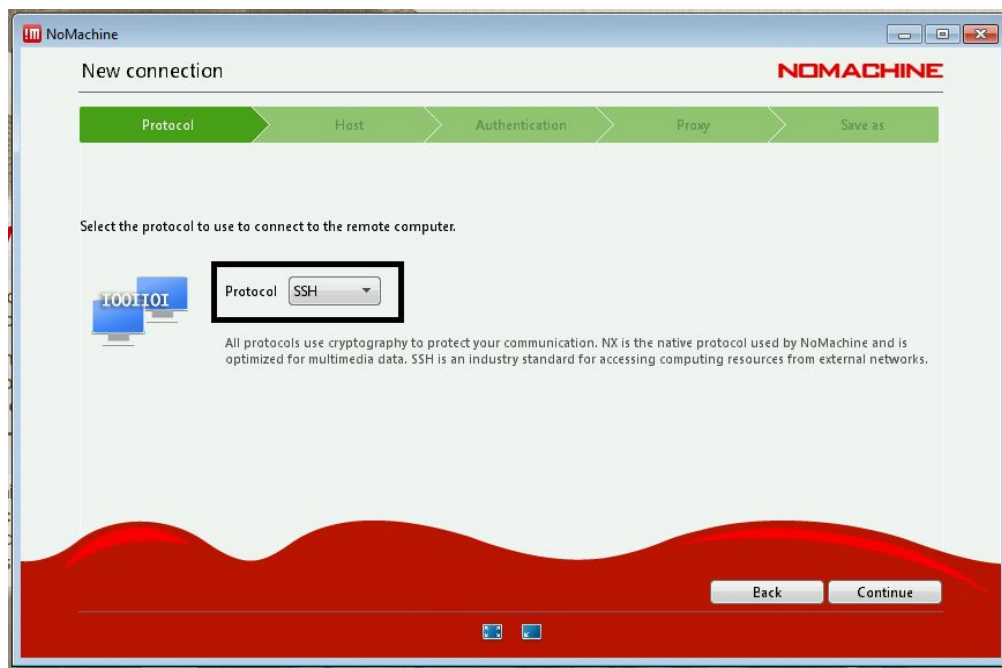 NoMachine
New connection
NOMACHINE
Protocol Host Authentication Proxy Save as
Select the protocol to use to connect to the remote computer.
IOOIIOI
Protocol SSH
All protocols use cryptography to protect your communication. NX is the native protocol used by NoMachine and is
optimized for multimedia data. SSH is an industry standard for accessing computing resources from external networks.
Back Continue